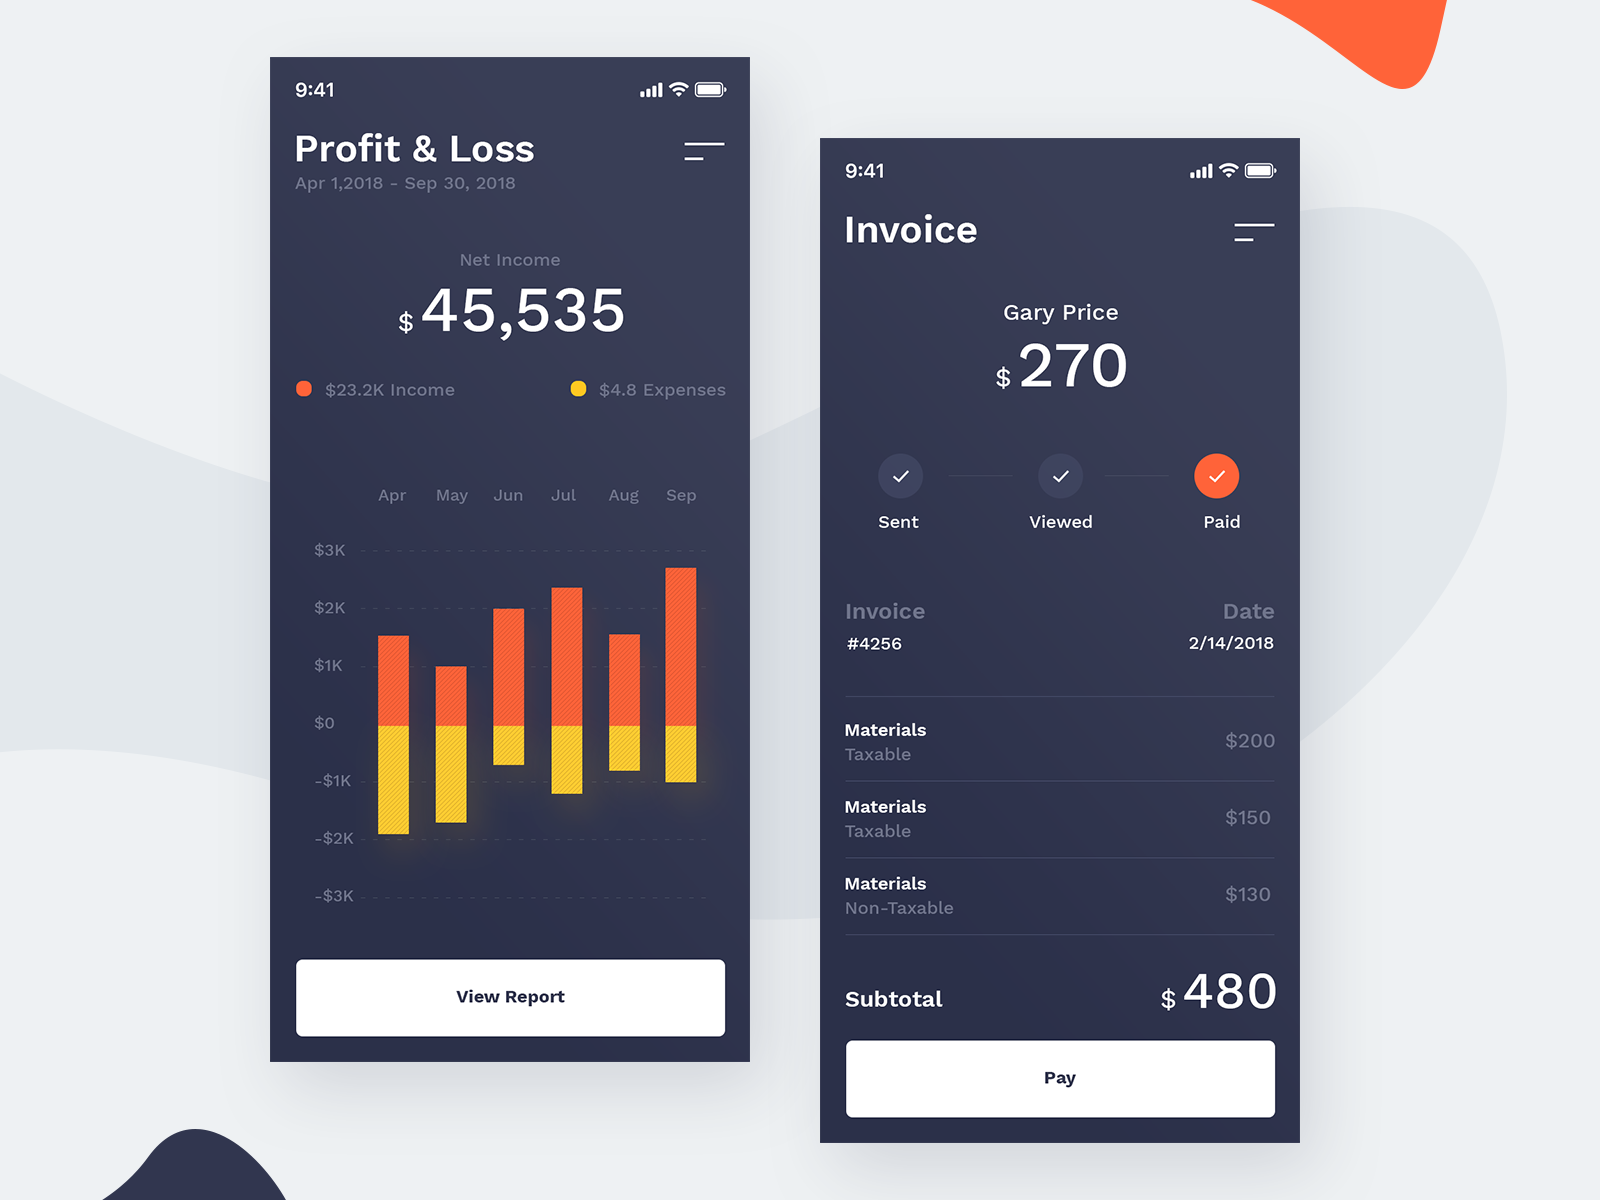 9:41
Profit & Loss
Apr 1,2018 - Sep 30, 2018
Net Income
$ 45,535
$23.2K Income
$4.8 Expenses
Apr May Jun Jul Aug Sep
$3K
$2K
$1K
$0
-$1K
-$2K
-$3K
View Report
9:41
Invoice
Gary Price
$ 270
Sent Viewed Paid
Invoice Date
#4256 2/14/2018
Materials
Taxable
$200
Materials
Taxable
$150
Materials
Non-Taxable
$130
Subtotal $ 480
Pay